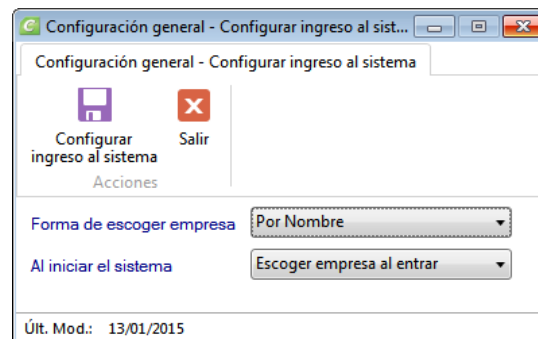 Configuración general - Configurar ingreso al sist...
Configuración general - Configurar ingreso al sistema
Configurar
ingreso al sistema
Salir
Acciones
Forma de escoger empresa
Por Nombre
Al iniciar el sistema
Escoger empresa al entrar
Últ. Mod.: 13/01/2015